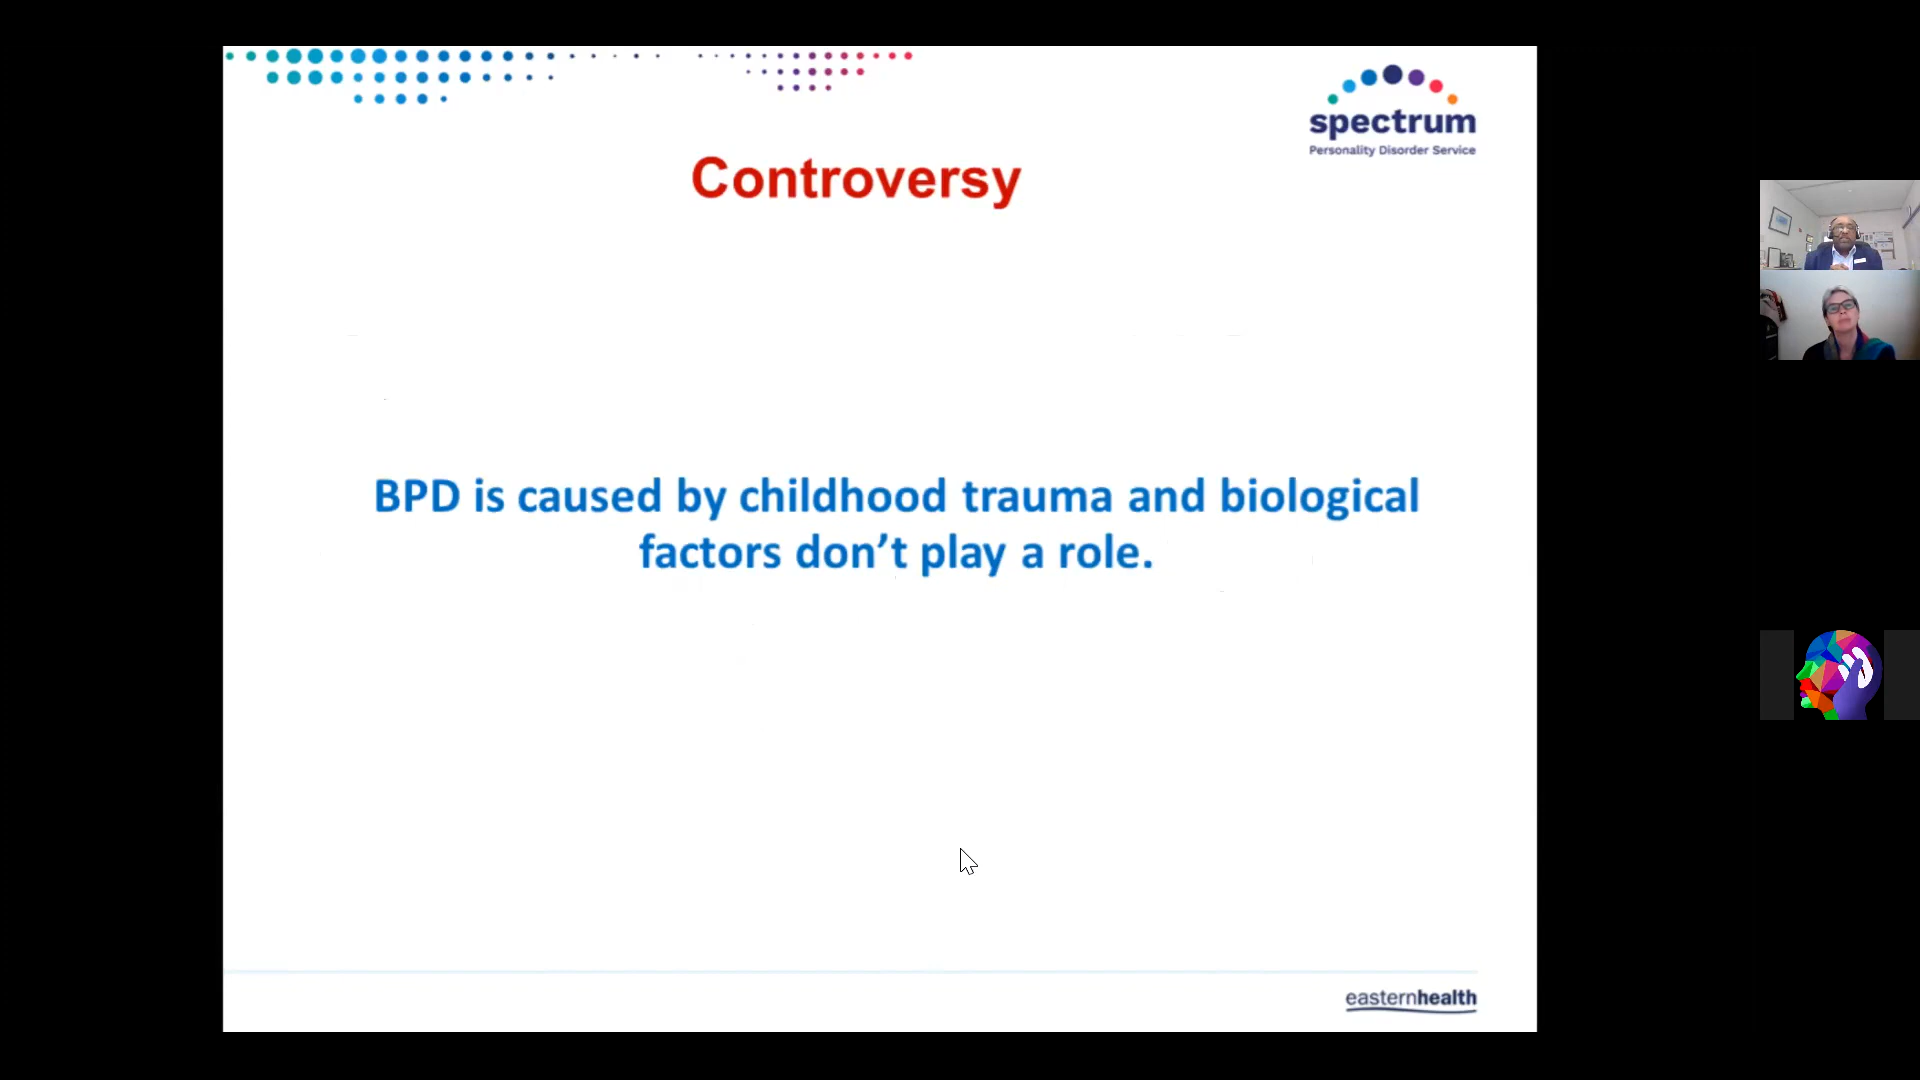 spectrum
Personality Disorder Service
Controversy
BPD is caused by childhood trauma and biological
factors don’t play a role.
easternhealth